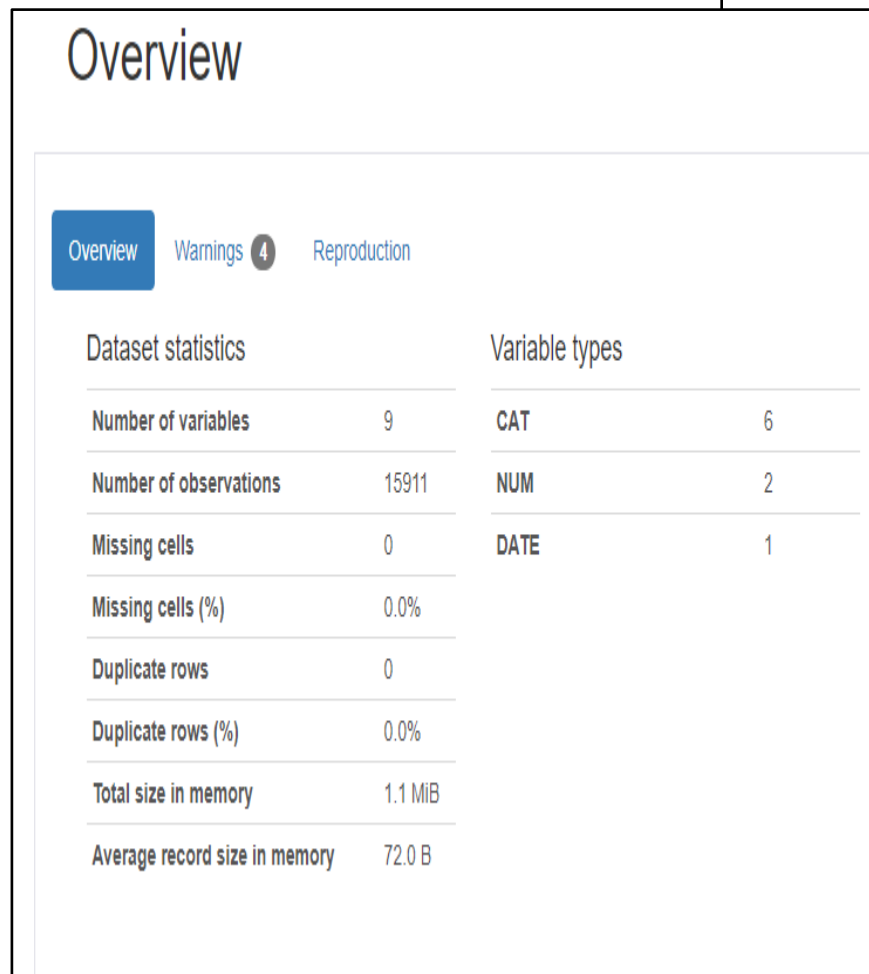 Overview
Overview Warnings 4 Reproduction
Dataset statistics
Number of variables 9
Number of observations 15911
Missing cells 0
Missing cells (%) 0.0%
Duplicate rows 0
Duplicate rows (%) 0.0%
Total size in memory 1.1 MiB
Average record size in memory 72.0 B
Variable types
CAT 6
NUM 2
DATE 1